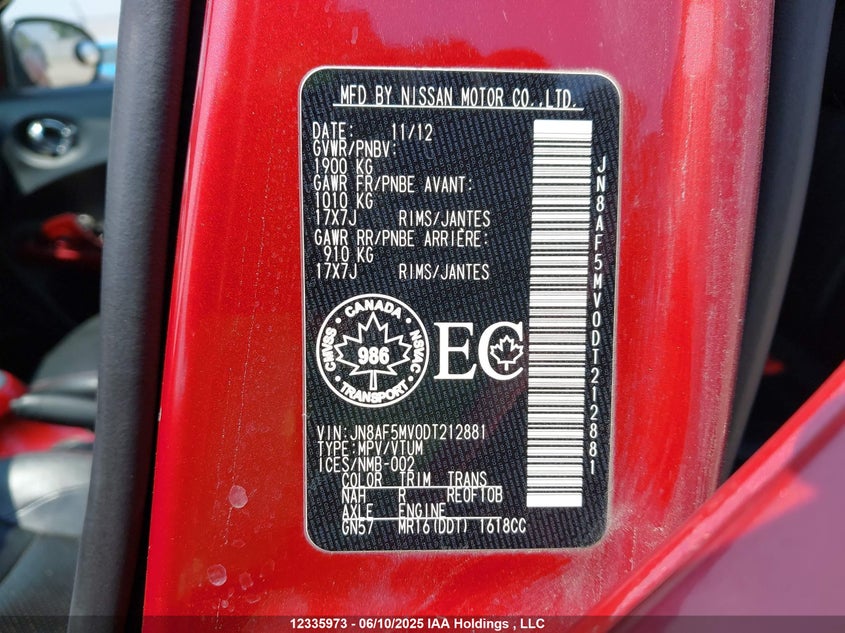 MFD BY NISSAN MOTOR CO.,LTD.
DATE: 11/12
GVWR/PNBV:
1900 KG
GAWR FR/PNBE AVANT:
1010 KG
17X7J RIMS/JANTES
GAWR RR/PNBE ARRIÈRE:
910 KG
17X7J RIMS/JANTES
CANADA
CMVSS
NSVAC
986
TRANSPORT
EC
VIN:JN8AF5MV0DT212881
TYPE:MPV/VTUM
ICES/NMB-002
COLOR TRIM TRANS
NAH R RE0F10B
AXLE ENGINE
GN57 MR16(DDT) 1618CC
JN8AF5MV0DT212881
12335973 - 06/10/2025 IAA Holdings , LLC